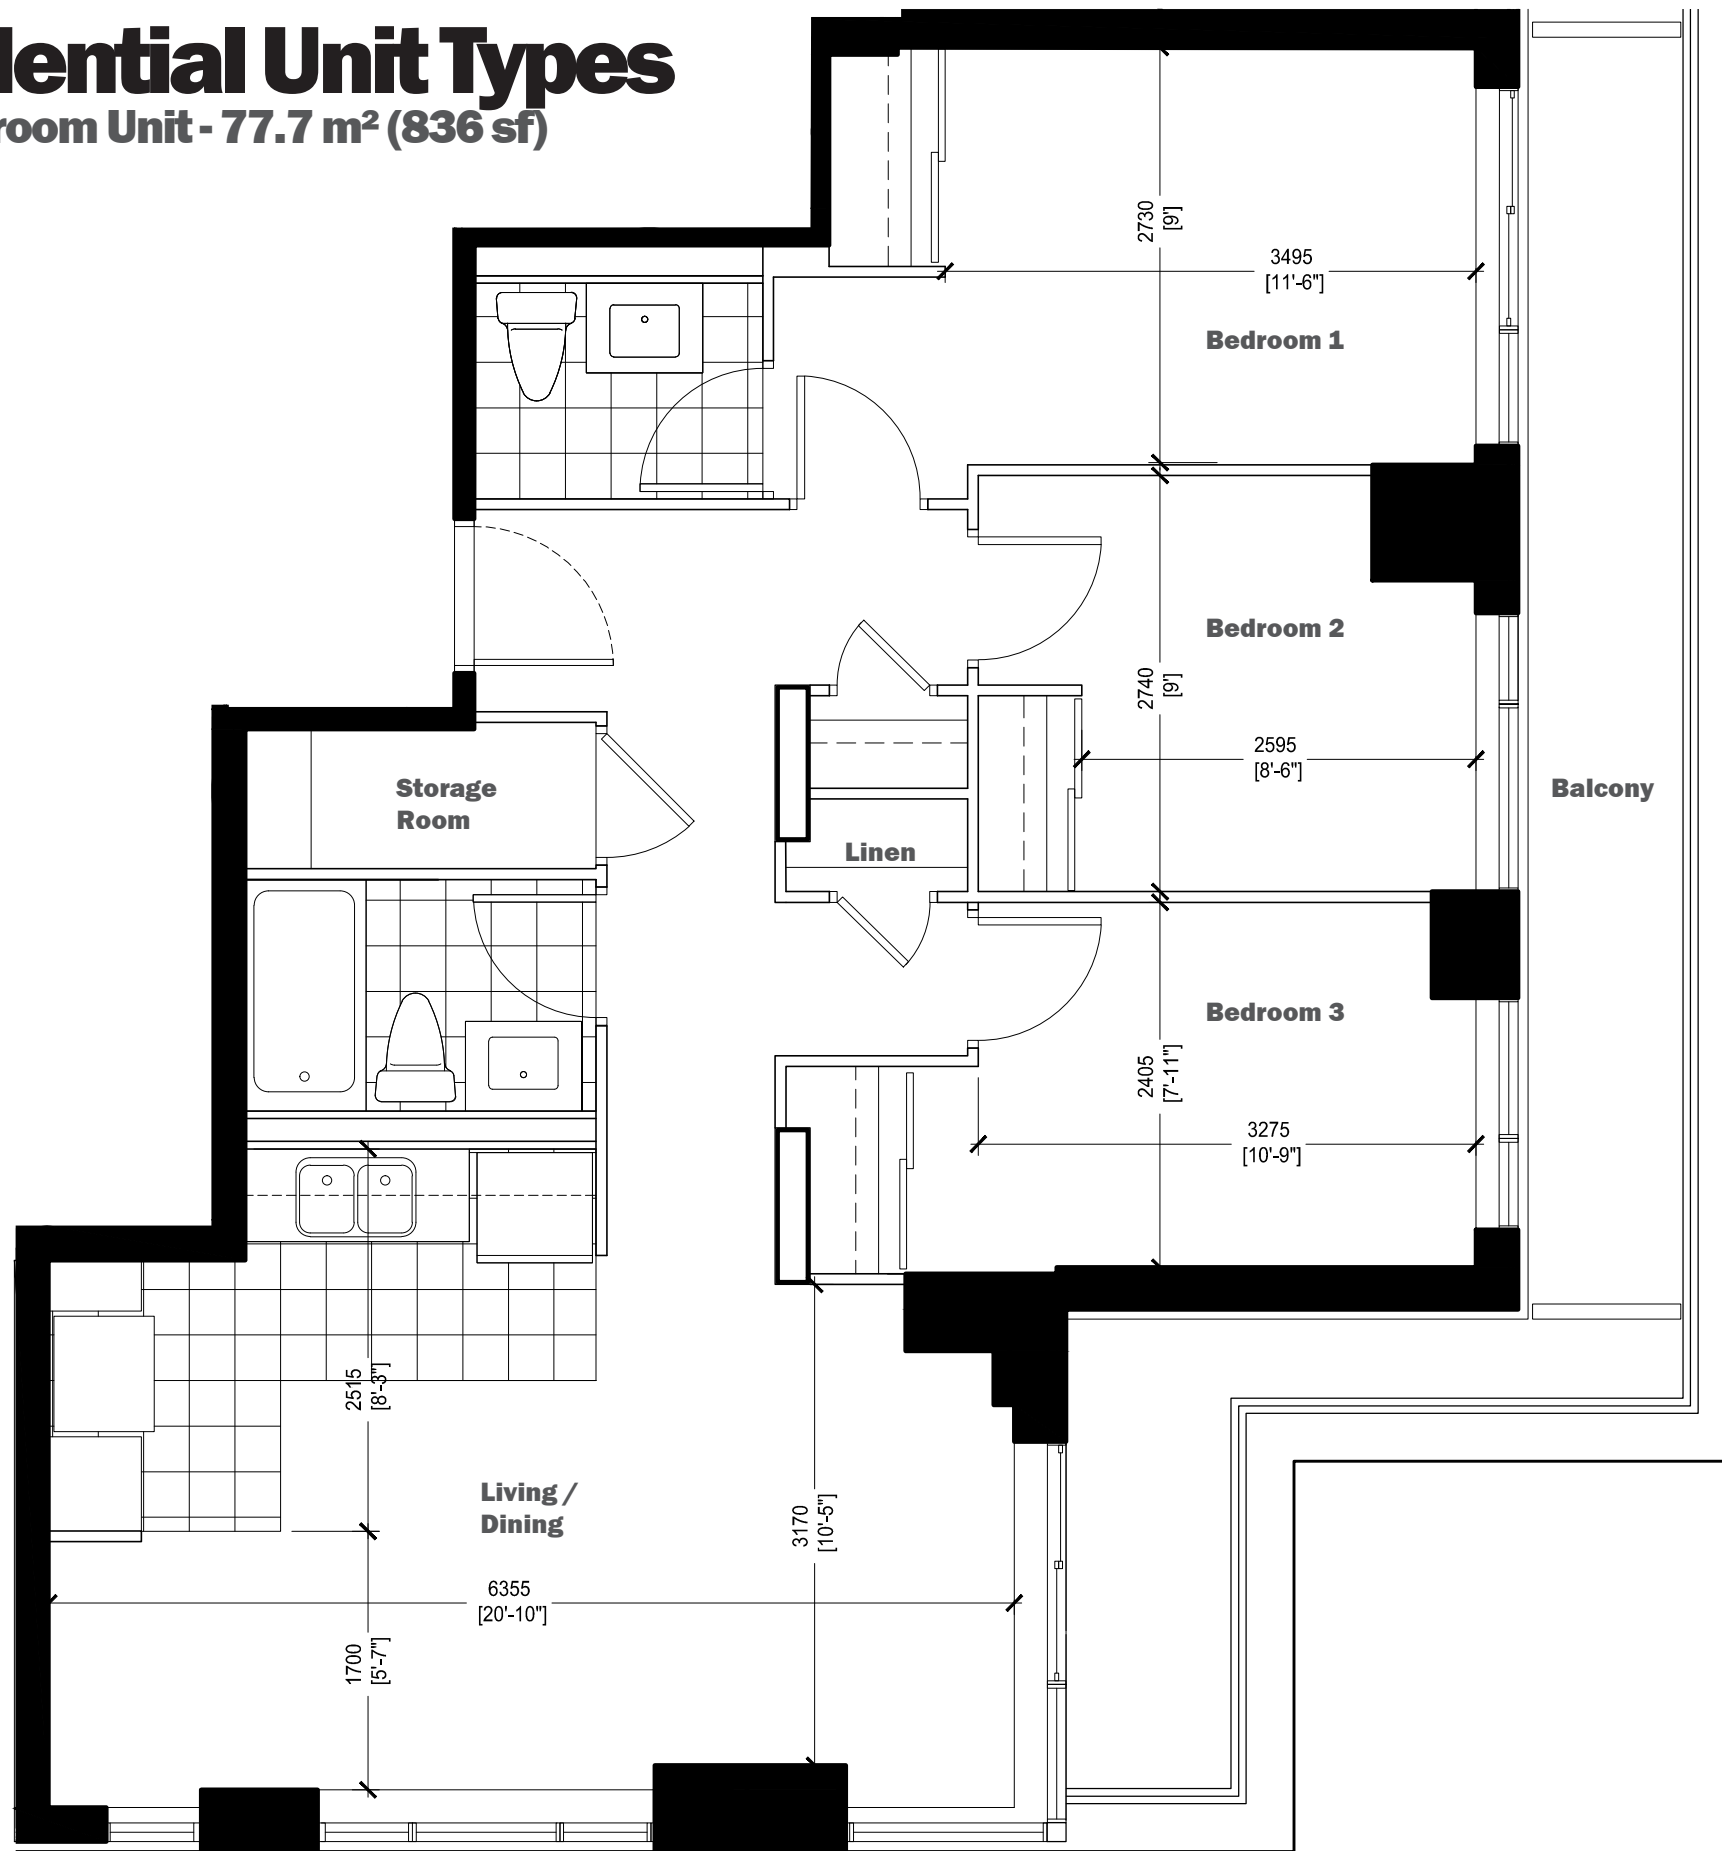 dential Unit Types
room Unit - 77.7 m² (836 sf)
2730
[9']
3495
[11'-6"]
Bedroom 1
Bedroom 2
2740
[9']
2595
[8'-6"]
Balcony
Storage
Room
Linen
Bedroom 3
2405
[7'-11"]
3275
[10'-9"]
2515
[8'-3"]
Living /
Dining
3170
[10'-5"]
6355
[20'-10"]
1700
[5'-7"]